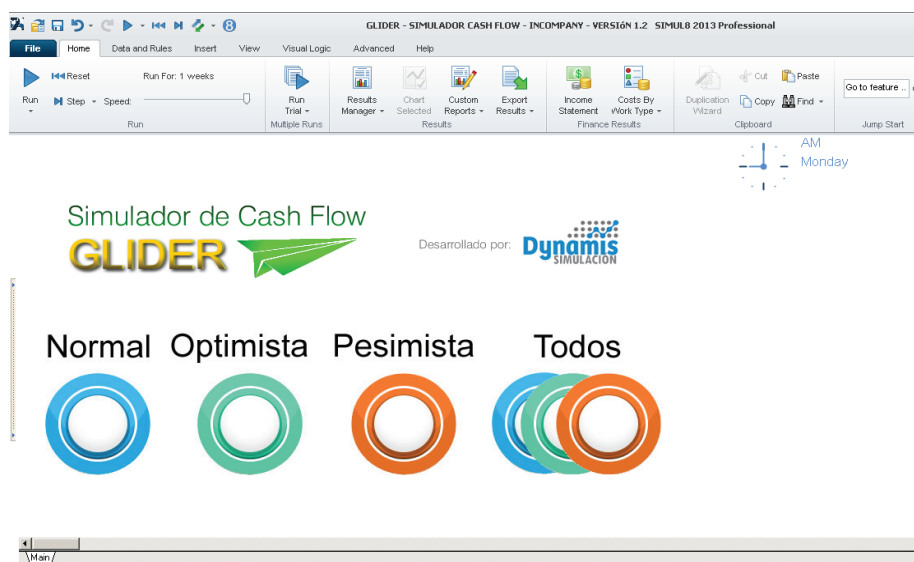 GLIDER - SIMULADOR CASH FLOW - INCOMPANY - VERSIÓN 1.2 SIMUL8 2013 Professional
File Home Data and Rules Insert View Visual Logic Advanced Help
Reset Run For: 1 weeks
Run Step Speed:
Run
Run Trial
Multiple Runs
Results Manager
Chart Selected
Custom Reports
Export Results
Results
Income Statement
Costs By Work Type
Finance Results
Duplication Wizard
Cut Paste
Copy Find
Clipboard
Go to feature ..
Jump Start
AM
Monday
Simulador de Cash Flow
GLIDER
Desarrollado por: Dynamis
SIMULACIÓN
Normal Optimista Pesimista Todos
Main